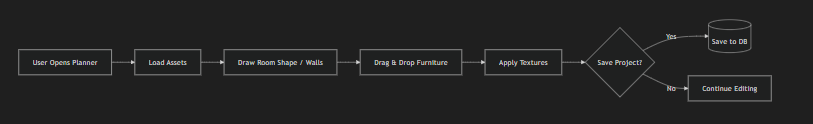 User Opens Planner
Load Assets
Draw Room Shape / Walls
Drag & Drop Furniture
Apply Textures
Save Project?
Yes
Save to DB
No
Continue Editing